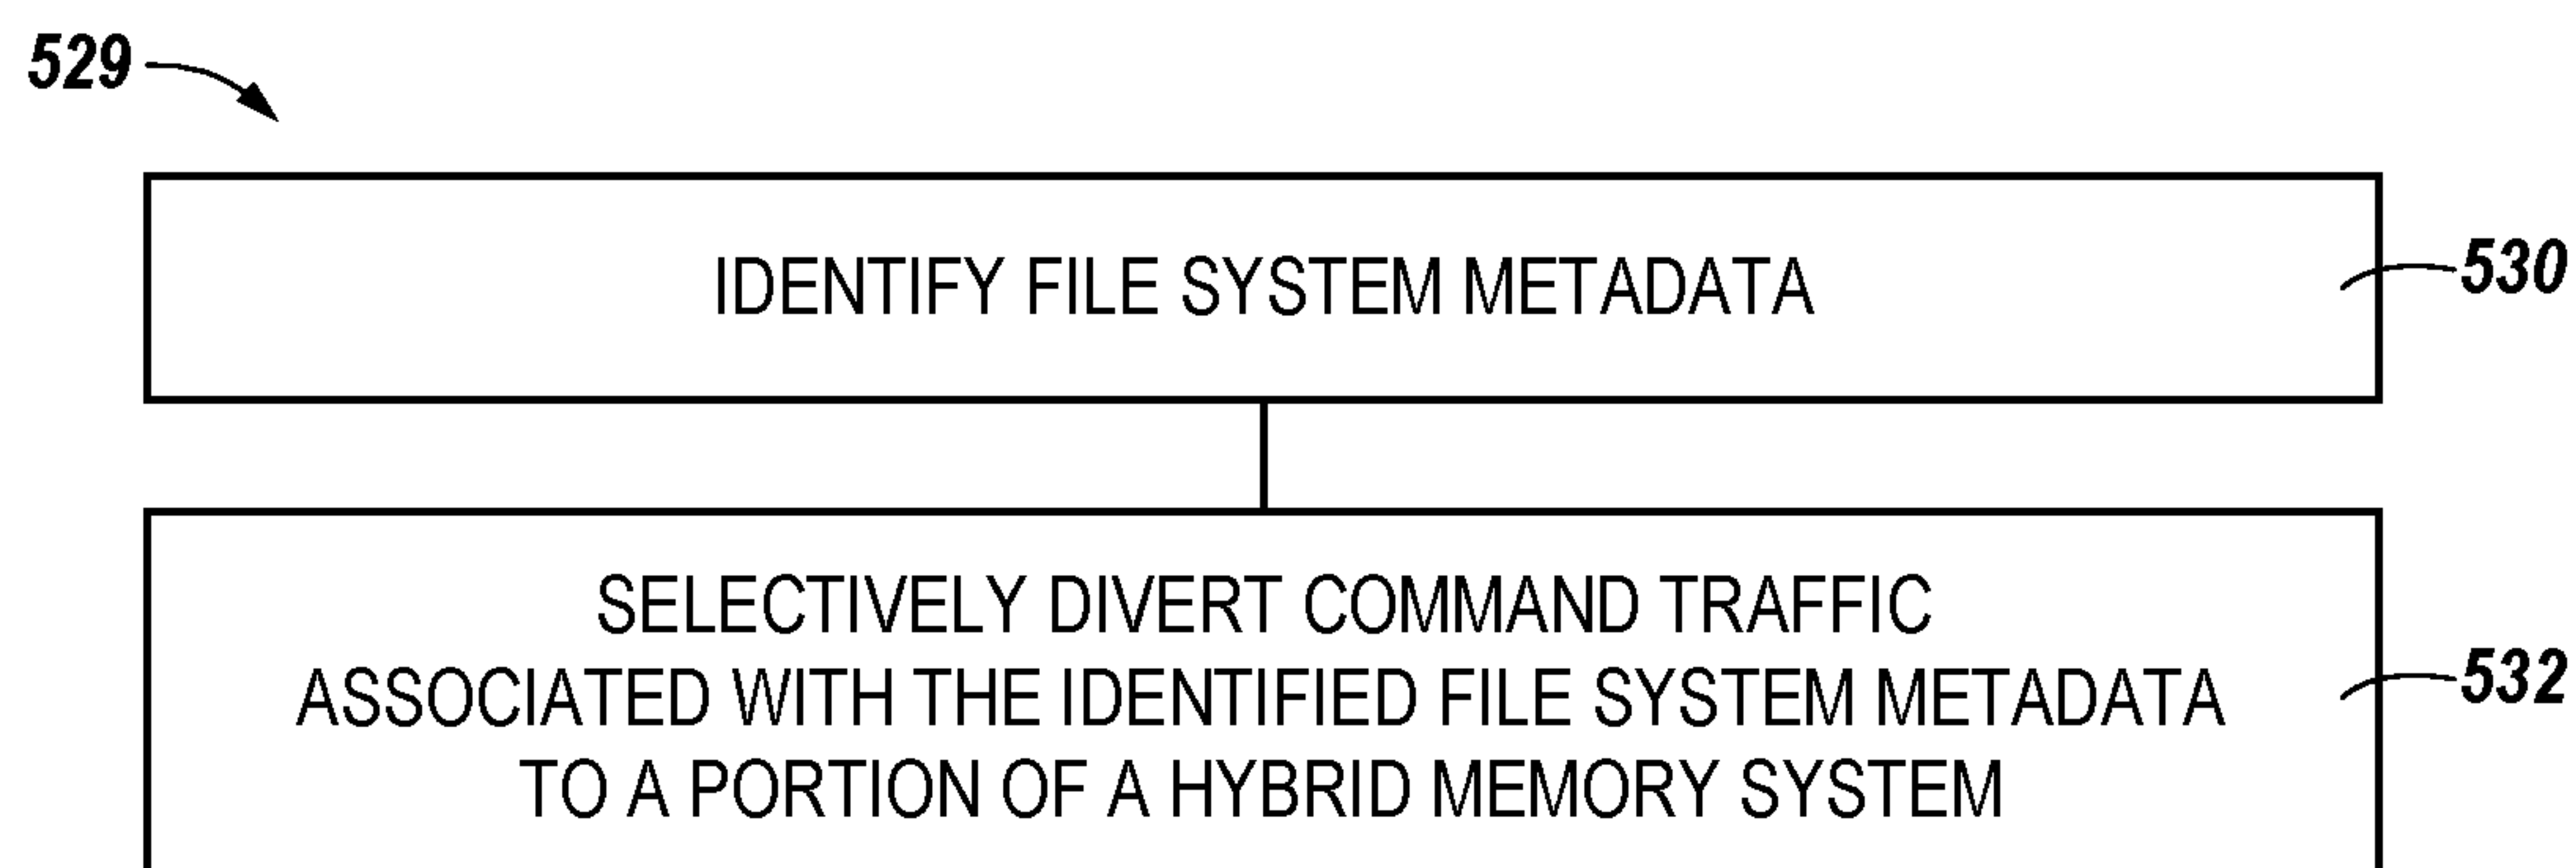 529
IDENTIFY FILE SYSTEM METADATA
530
SELECTIVELY DIVERT COMMAND TRAFFIC
ASSOCIATED WITH THE IDENTIFIED FILE SYSTEM METADATA
TO A PORTION OF A HYBRID MEMORY SYSTEM
532